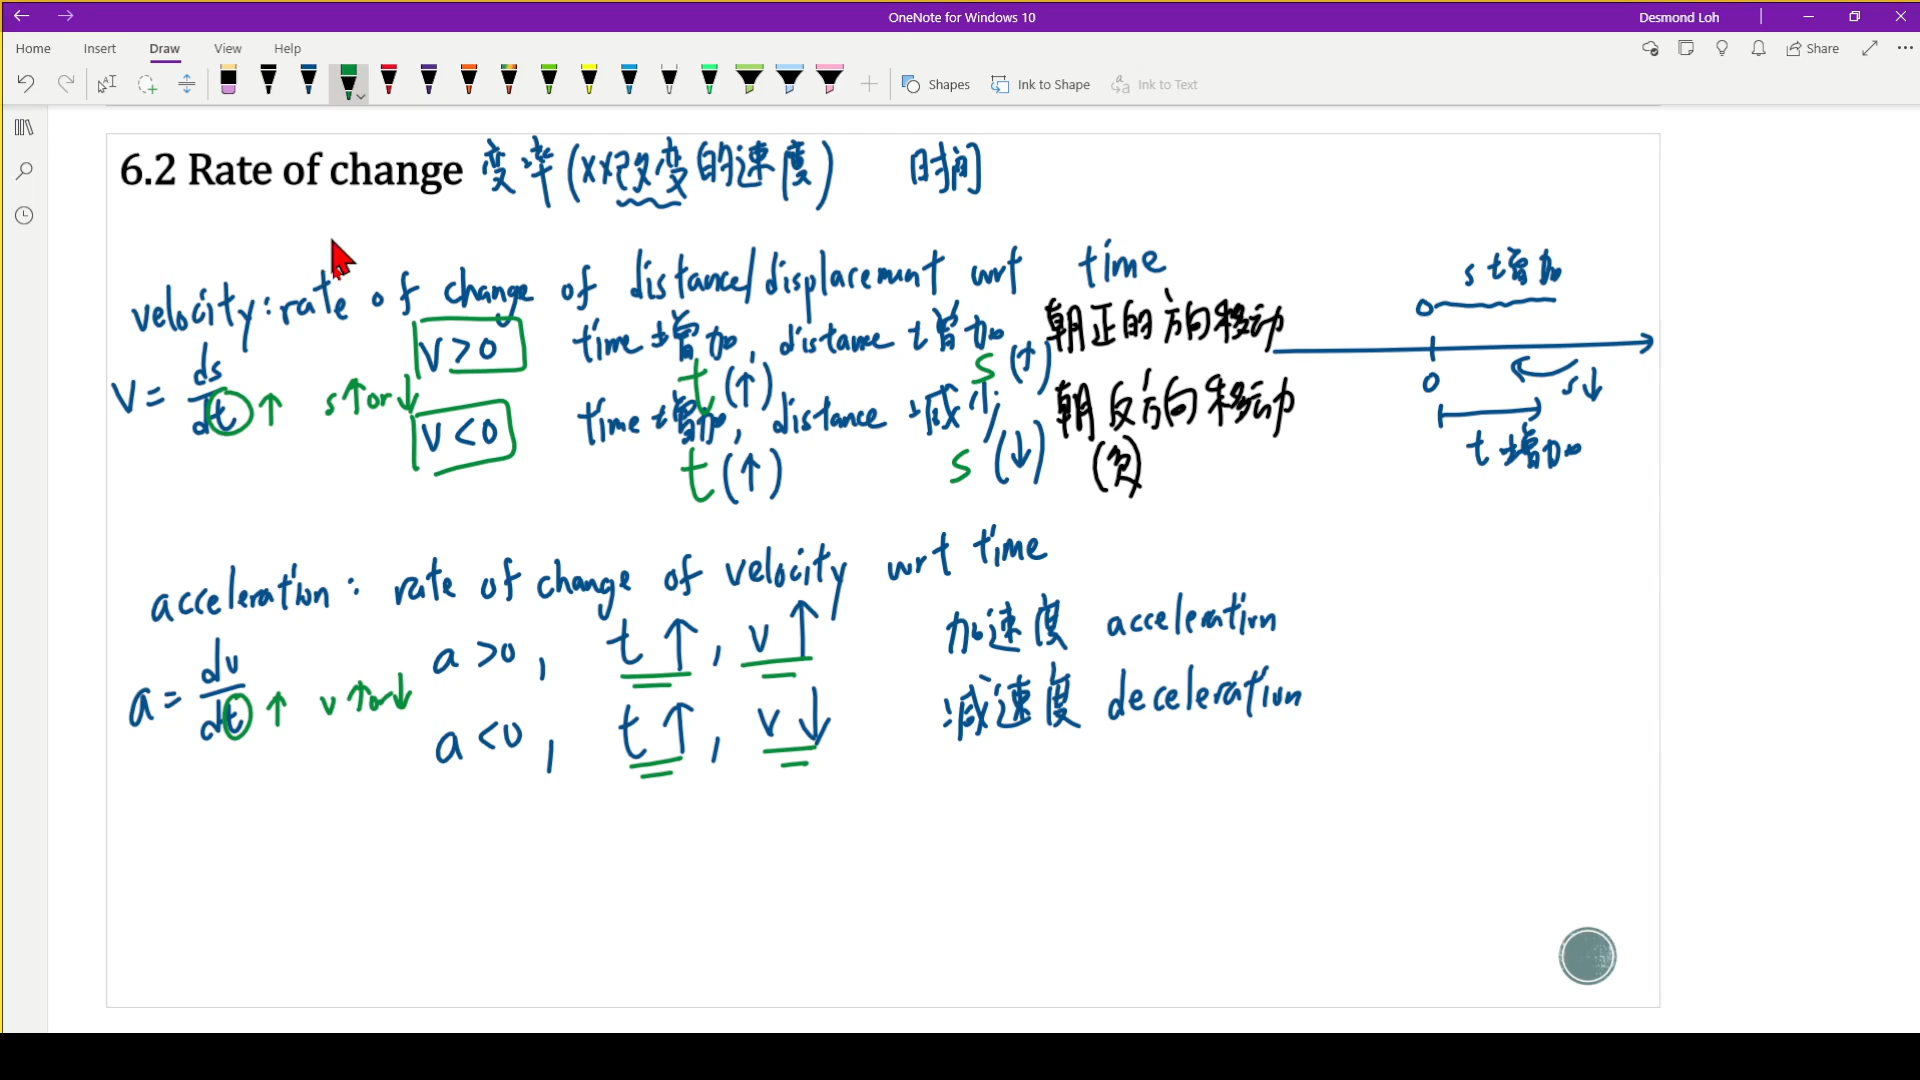 OneNote for Windows 10
Desmond Loh
Home Insert Draw View Help
Share
Shapes Ink to Shape Ink to Text
6.2 Rate of change 变率(xx改变的速度) 时间
velocity: rate of change of distance/displacement wrt time
s 增加
v = ds/dt ↑ s↑or↓
v > 0 time 增加, distance 增加 朝正的方向移动
t (↑) s (↑)
v < 0 time 增加, distance 减少 朝反方向移动
t (↑) s (↓) (负)
0 s↓
t 增加
acceleration: rate of change of velocity wrt time
a = dv/dt ↑ v↑or↓
a > 0, t ↑, v ↑ 加速度 acceleration
a < 0, t ↑, v ↓ 减速度 deceleration